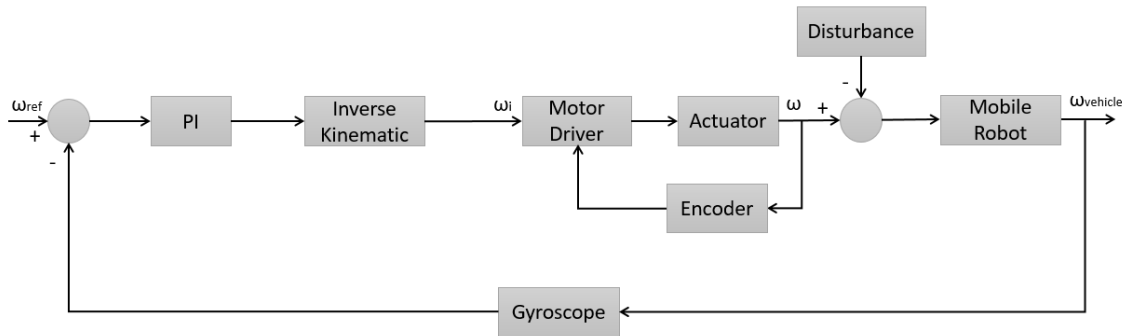 Disturbance
-
ωref
+
-
PI
Inverse
Kinematic
ωi
Motor
Driver
Actuator
ω
+
Mobile
Robot
ωvehicle
Encoder
Gyroscope